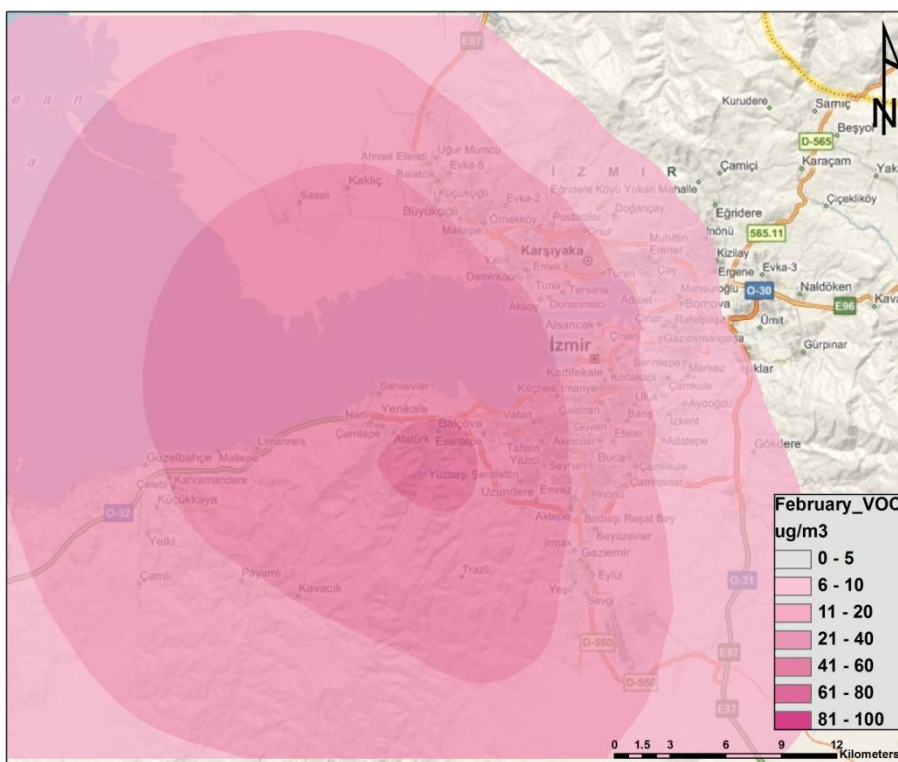 e a n
a
E87
Kurudere
Samiç
Beşyol
D-565
N
Uğur Mumcu
Ahmet Efendi
Evka-5
Balatcık
İ Z M I R
Çamiçi
Karaçam
Yak
Kaklıç
Küçükçiğli
Eğridere Köyü Yukarı Mahalle
Sasalı
Evka-2
Çiçekliköy
Büyükçiğli
Postacılar
Doğançay
Eğridere
Maltepe
Örnekköy
Onur
İnönü
565.11
Karşıyaka
Muhittin
Erener
Yalı
Emek
Kızılay
Demirköprü
Turan
Çay
Ergene
Evka-3
Tuna
Tersane
Mansuroğlu
O-30
Naldöken
Aksoy
Donanmacı
Adalet
Bornova
E96
Kava
Alsancak
Çınar
Rafetpaşa
Ümit
Çınarlı
Gaziosmanpaşa
İzmir
Gürpınar
Kadifekale
Şirintepe
Merkez
Işıklar
Kocakapı
Sahilevler
Kılıçreis
İmariye
Çamkule
Narlı
Yenikale
Ufuk
Aydoğdu
Vatan
Çaldıran
Barış
İzkent
Çamtepe
Atatürk
Balçova
Güven
Limanreis
Esentepe
Tahsin
Yazıcı
Akıncılar
Efeler
Adatepe
Gökdere
Güzelbahçe
Maltepe
Seyhan
Buca
Çamlıkule
Çelebi
Kahramandere
Yüzbaşı Şerafettin
Çamlıpınar
Küçükkaya
Uzundere
Emrez
İnönü
O-32
Aktepe
Binbaşı Reşat Bey
Yelki
Irmak
Beyazevler
Gaziemir
Çamlı
Payamlı
Trazlı
9 Eylül
O-31
Kavacık
Yeşil
Sevgi
D-550
E87
D-550
E87
February_VOC
ug/m3
0 - 5
6 - 10
11 - 20
21 - 40
41 - 60
61 - 80
81 - 100
0 1.5 3 6 9 12
Kilometers